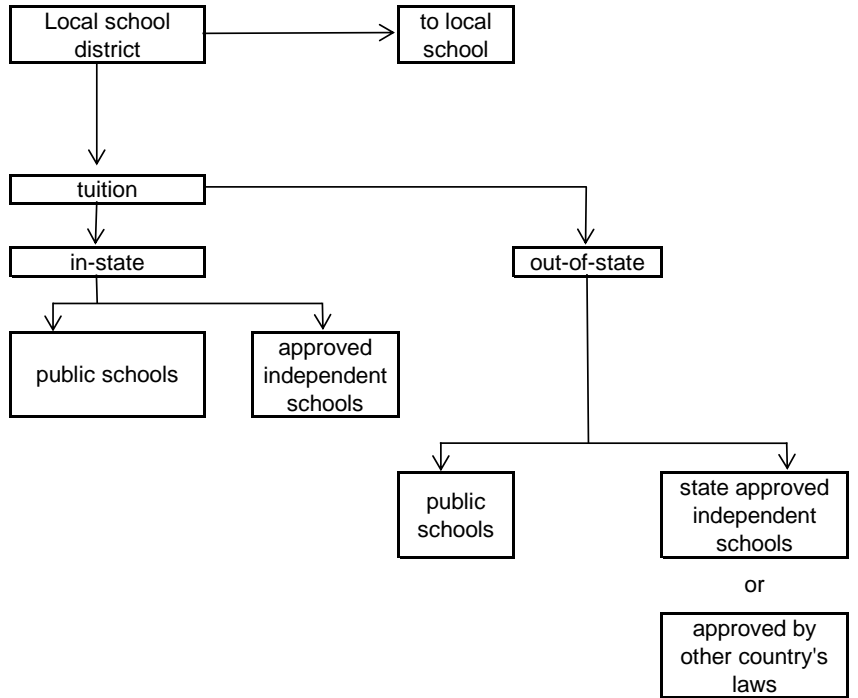 Local school
district
to local
school
tuition
in-state
out-of-state
public schools
approved
independent
schools
public
schools
state approved
independent
schools
or
approved by
other country's
laws